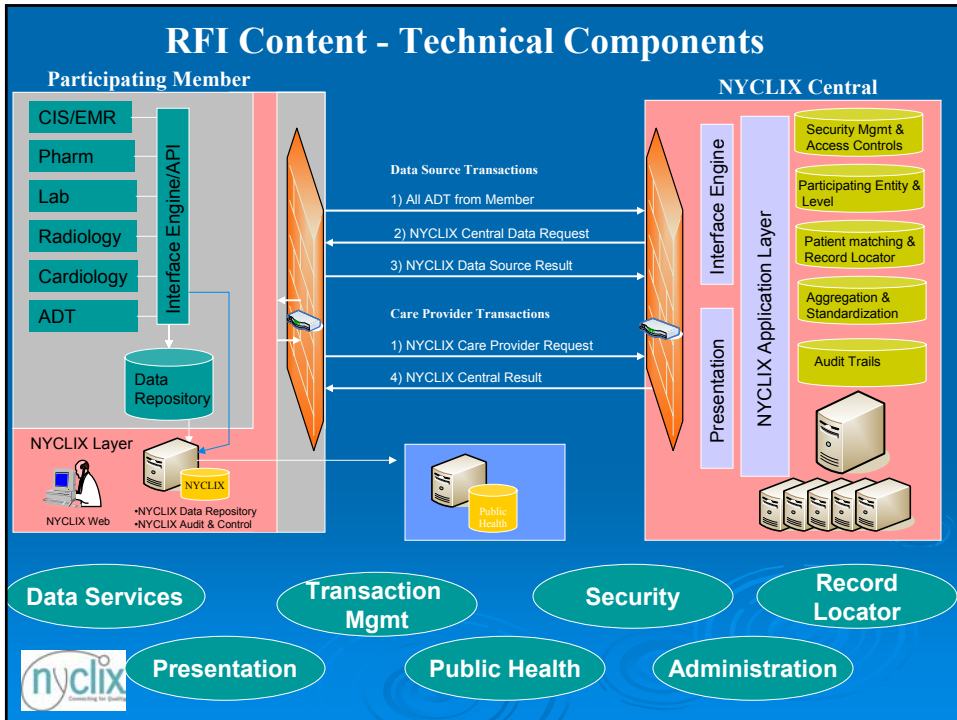 RFI Content - Technical Components
Participating Member
NYCLIX Central
CIS/EMR
Pharm
Lab
Radiology
Cardiology
ADT
Interface Engine/API
Data
Repository
NYCLIX Layer
NYCLIX Web
NYCLIX
•NYCLIX Data Repository
•NYCLIX Audit & Control
Data Source Transactions
1) All ADT from Member
2) NYCLIX Central Data Request
3) NYCLIX Data Source Result
Care Provider Transactions
1) NYCLIX Care Provider Request
4) NYCLIX Central Result
Public
Health
Interface Engine
Presentation
NYCLIX Application Layer
Security Mgmt &
Access Controls
Participating Entity &
Level
Patient matching &
Record Locator
Aggregation &
Standardization
Audit Trails
Data Services
Transaction
Mgmt
Security
Record
Locator
Presentation
Public Health
Administration
nyclix
Connecting for Quality